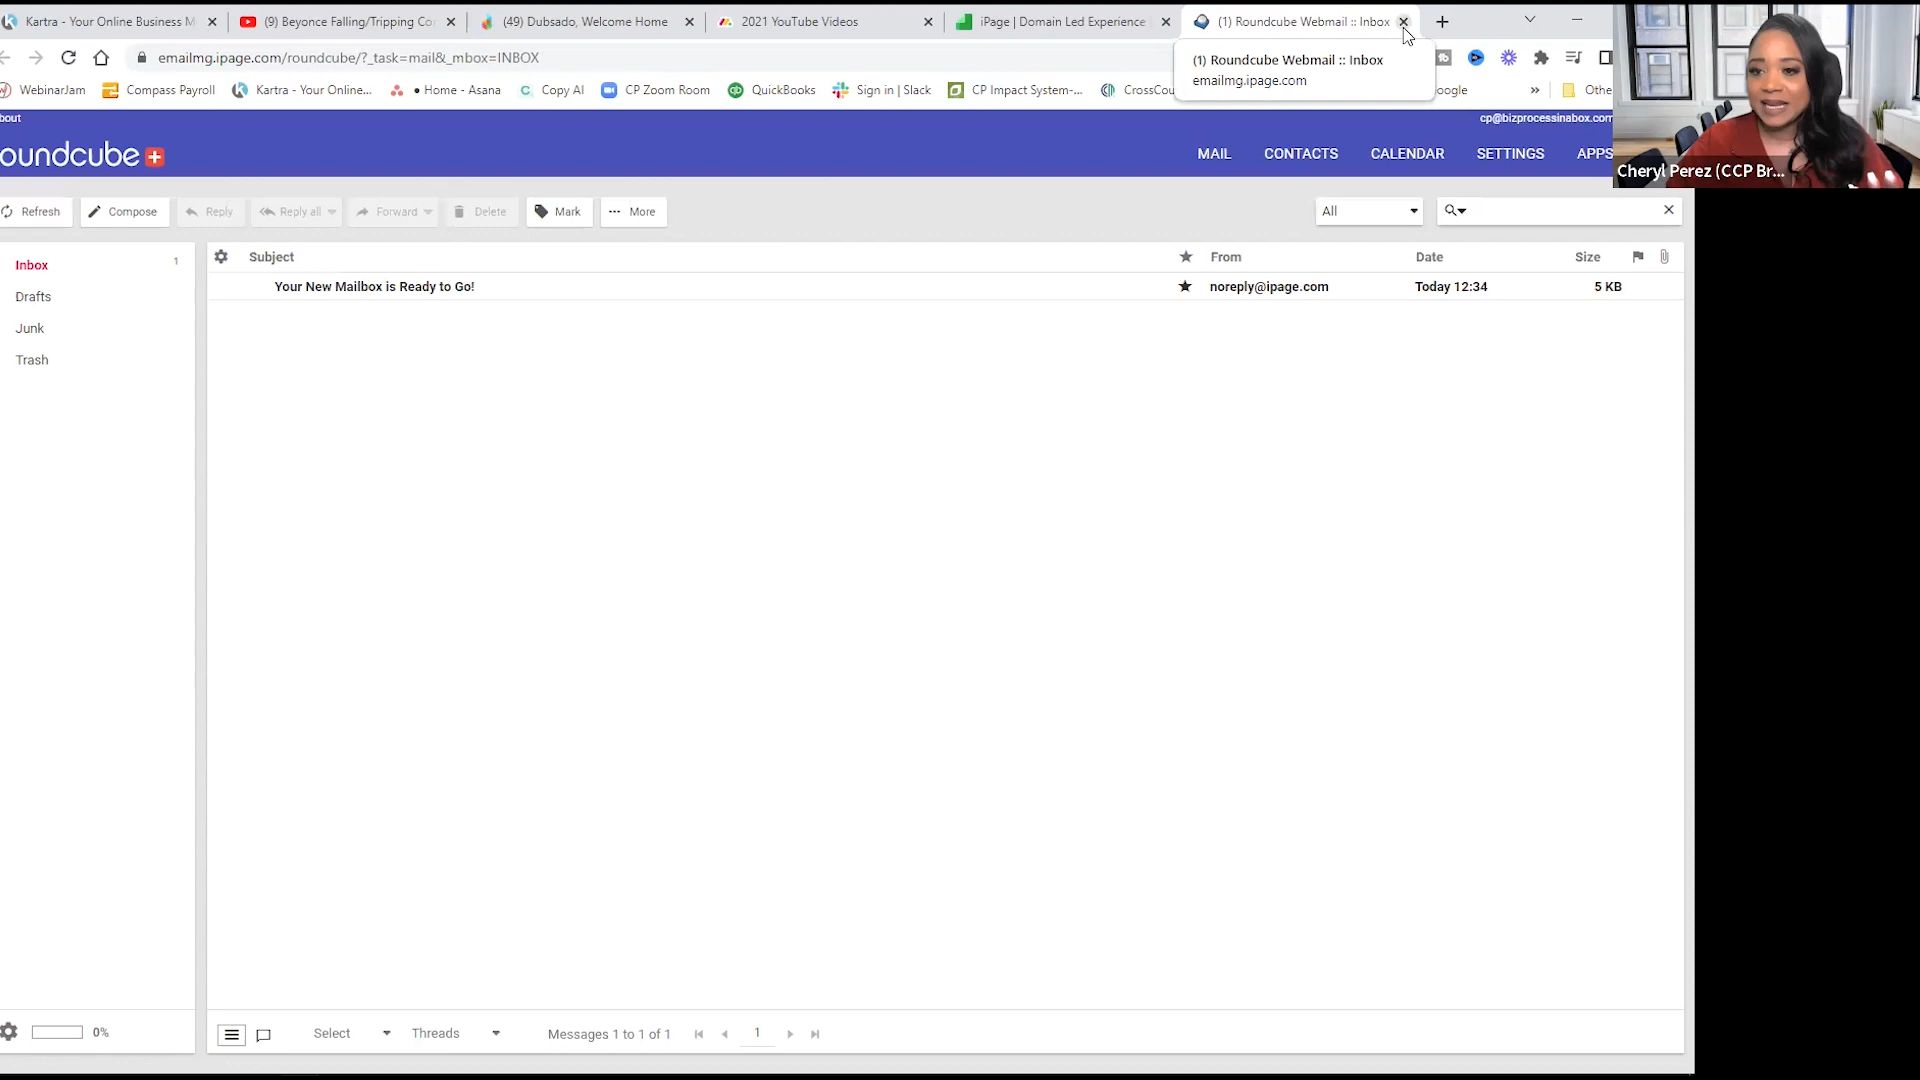 Kartra - Your Online Business M
(9) Beyonce Falling/Tripping Co
(49) Dubsado, Welcome Home
2021 YouTube Videos
iPage | Domain Led Experience
(1) Roundcube Webmail :: Inbox
emailmg.ipage.com/roundcube/?_task=mail&_mbox=INBOX
(1) Roundcube Webmail :: Inbox
emailmg.ipage.com
WebinarJam
Compass Payroll
Kartra - Your Online...
• Home - Asana
Copy AI
CP Zoom Room
QuickBooks
Sign in | Slack
CP Impact System-...
CrossCou
oogle
»
Othe
bout
cp@bizprocessinabox.com
oundcube
MAIL
CONTACTS
CALENDAR
SETTINGS
APPS
Cheryl Perez (CCP Br...
Refresh
Compose
Reply
Reply all
Forward
Delete
Mark
More
All
Inbox 1
Drafts
Junk
Trash
Subject From Date Size
Your New Mailbox is Ready to Go! noreply@ipage.com Today 12:34 5 KB
0%
Select
Threads
Messages 1 to 1 of 1
1